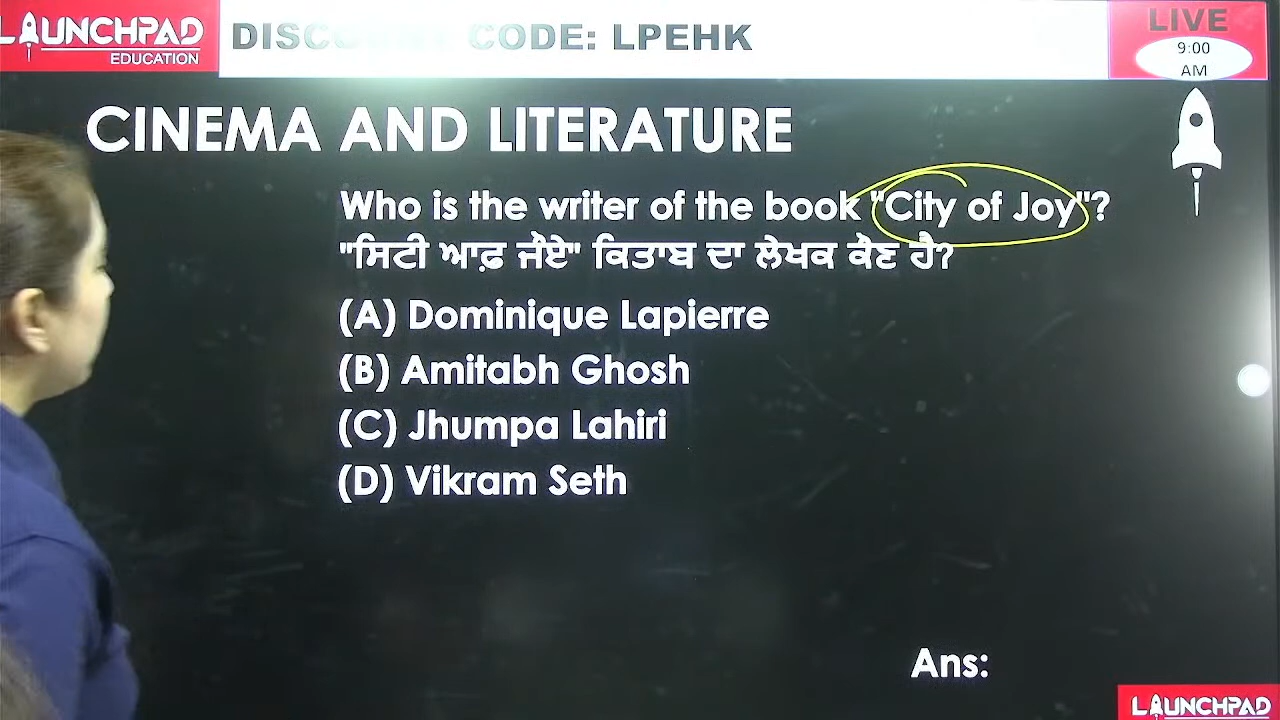 LAUNCHPAD
EDUCATION
DISCOUNT CODE: LPEHK
LIVE
9:00
AM
CINEMA AND LITERATURE
Who is the writer of the book "City of Joy"?
"ਸਿਟੀ ਆਫ਼ ਜੌਏ" ਕਿਤਾਬ ਦਾ ਲੇਖਕ ਕੌਣ ਹੈ?
(A) Dominique Lapierre
(B) Amitabh Ghosh
(C) Jhumpa Lahiri
(D) Vikram Seth
Ans:
LAUNCHPAD